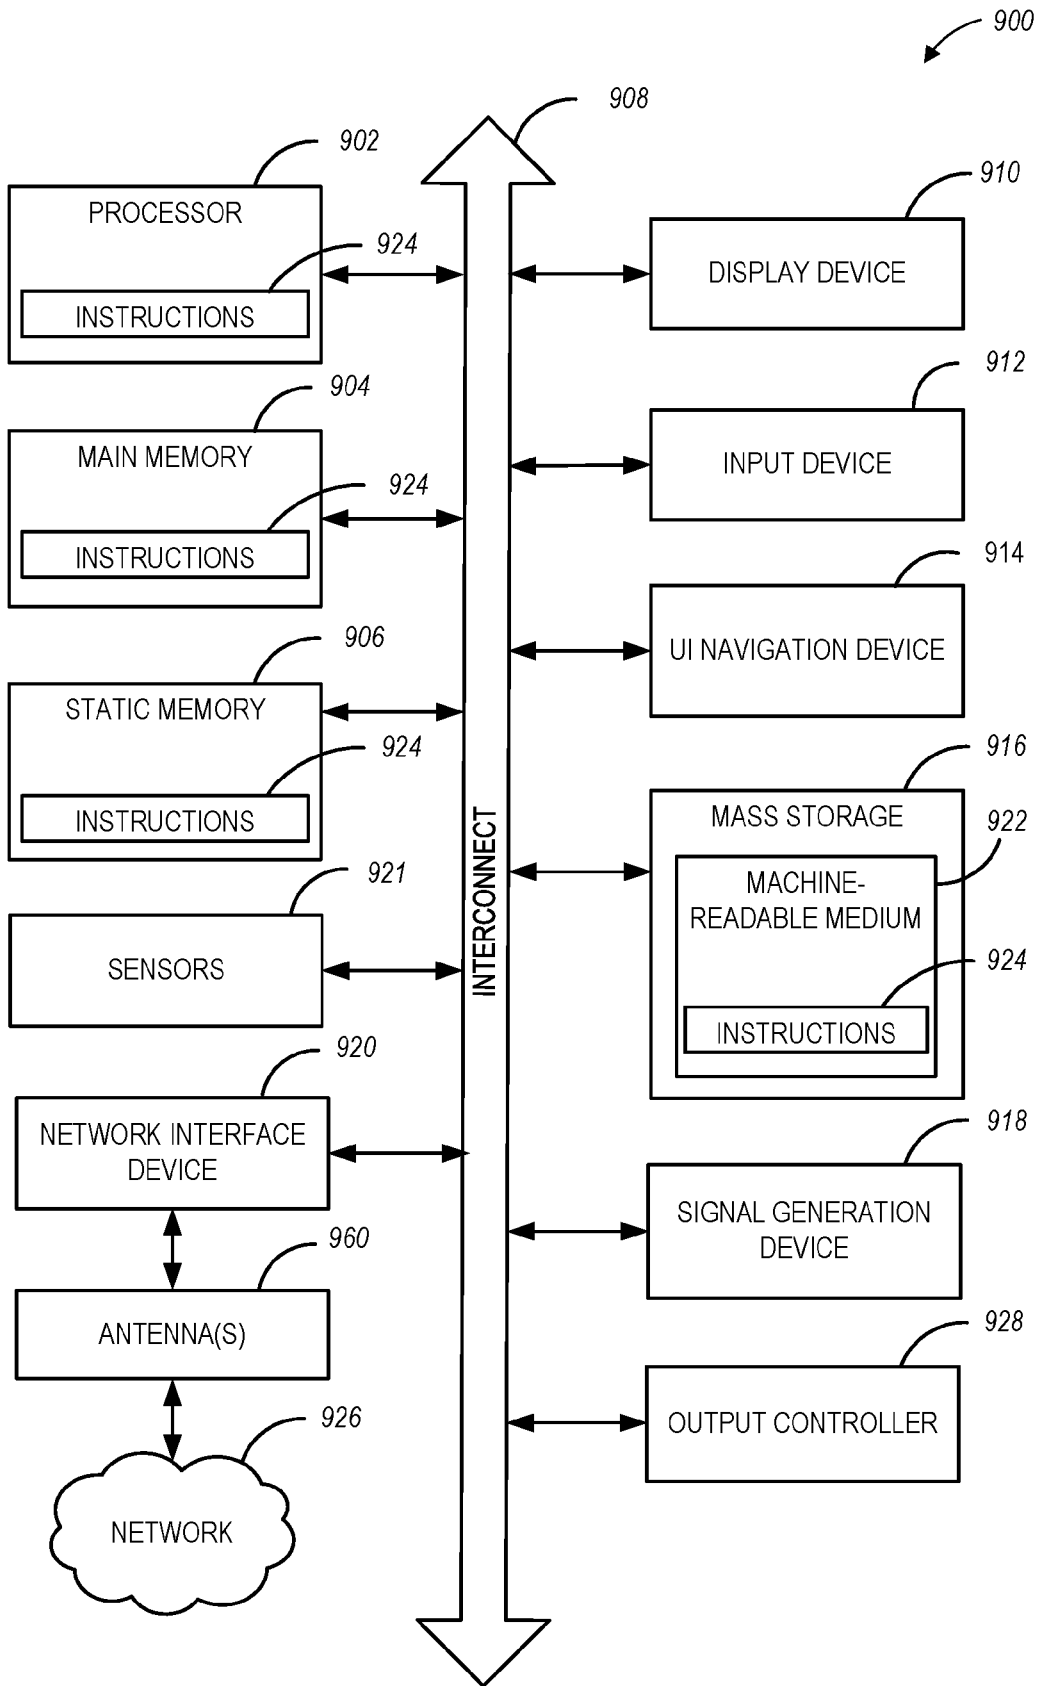 900
908
902
PROCESSOR
924
INSTRUCTIONS
904
MAIN MEMORY
924
INSTRUCTIONS
906
STATIC MEMORY
924
INSTRUCTIONS
921
SENSORS
920
NETWORK INTERFACE
DEVICE
960
ANTENNA(S)
926
NETWORK
INTERCONNECT
910
DISPLAY DEVICE
912
INPUT DEVICE
914
UI NAVIGATION DEVICE
916
MASS STORAGE
922
MACHINE-
READABLE MEDIUM
924
INSTRUCTIONS
918
SIGNAL GENERATION
DEVICE
928
OUTPUT CONTROLLER